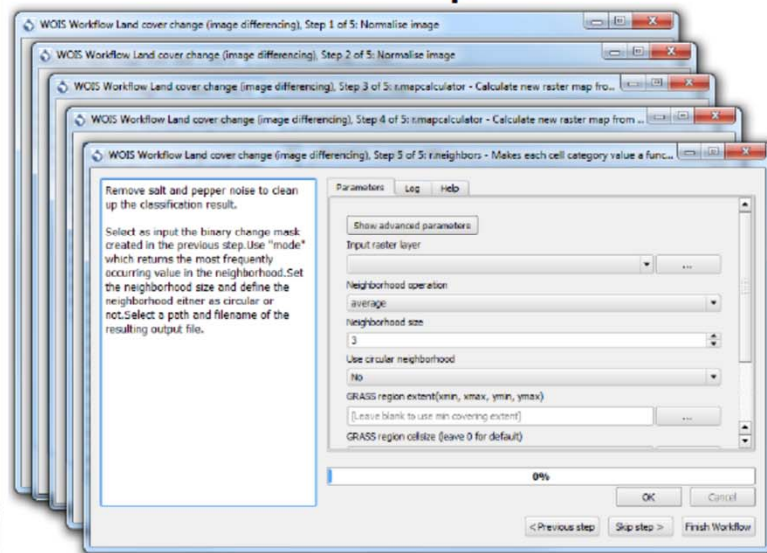 WOIS Workflow Land cover change (image differencing), Step 1 of 5: Normalise image
WOIS Workflow Land cover change (image differencing), Step 2 of 5: Normalise image
WOIS Workflow Land cover change (image differencing), Step 3 of 5: r.mapcalculator - Calculate new raster map fro...
WOIS Workflow Land cover change (image differencing), Step 4 of 5: r.mapcalculator - Calculate new raster map from ...
WOIS Workflow Land cover change (image differencing), Step 5 of 5: r.neighbors - Makes each cell category value a func...
Remove salt and pepper noise to clean
up the classification result.
Select as input the binary change mask
created in the previous step.Use "mode"
which returns the most frequently
occurring value in the neighborhood.Set
the neighborhood size and define the
neighborhood either as circular or
not.Select a path and filename of the
resulting output file.
Parameters Log Help
Show advanced parameters
Input raster layer
...
Neighborhood operation
average
Neighborhood size
3
Use circular neighborhood
No
GRASS region extent(xmin, xmax, ymin, ymax)
[Leave blank to use min covering extent] ...
GRASS region cellsize (leave 0 for default)
0%
OK Cancel
< Previous step Skip step > Finish Workflow